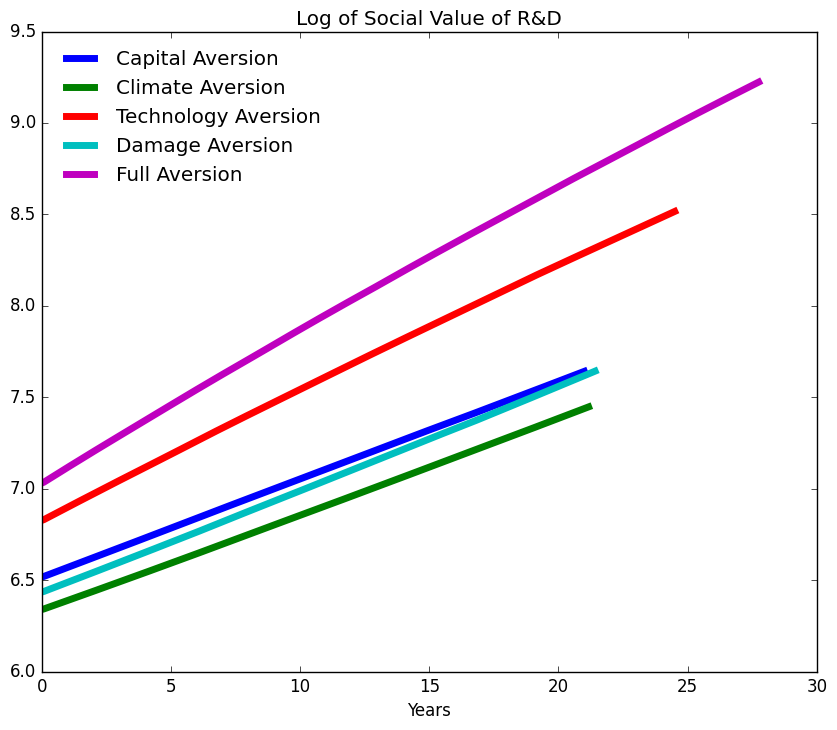 Log of Social Value of R&D
9.5
9.0
8.5
8.0
7.5
7.0
6.5
6.0
Capital Aversion
Climate Aversion
Technology Aversion
Damage Aversion
Full Aversion
0 5 10 15 20 25 30
Years